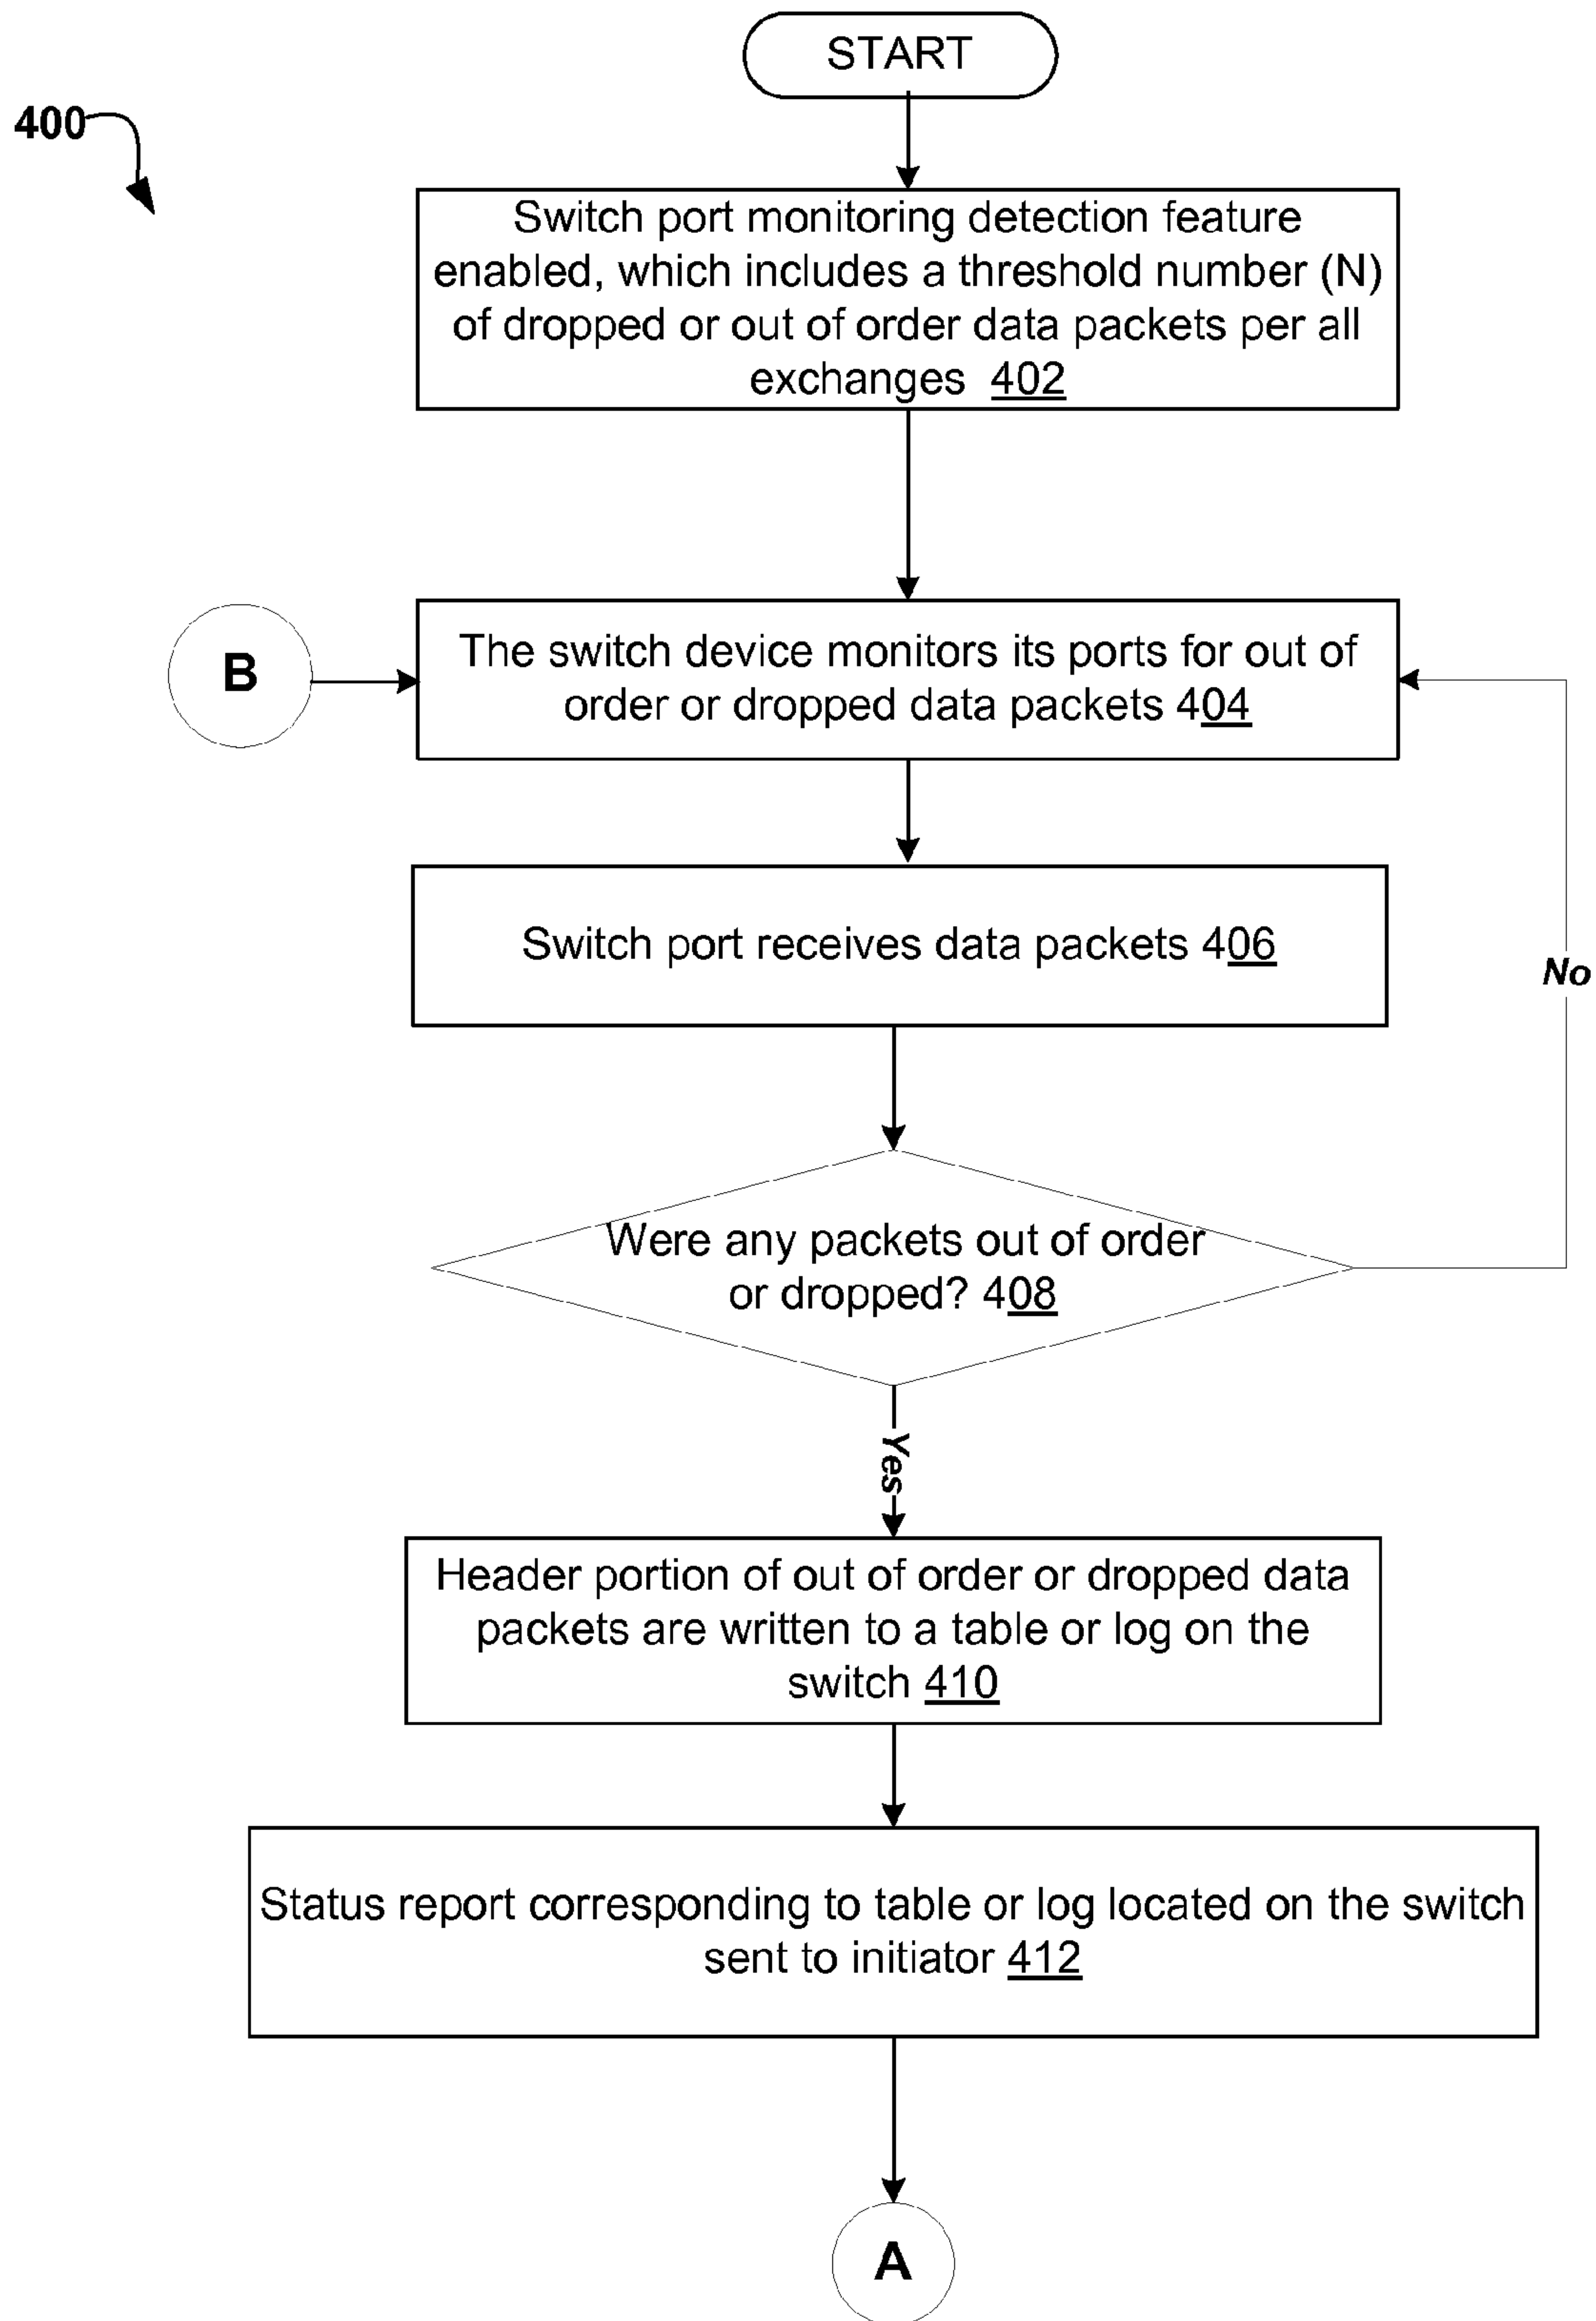 START
400
Switch port monitoring detection feature
enabled, which includes a threshold number (N)
of dropped or out of order data packets per all
exchanges 402
B
The switch device monitors its ports for out of
order or dropped data packets 404
Switch port receives data packets 406
No
Were any packets out of order
or dropped? 408
Yes
Header portion of out of order or dropped data
packets are written to a table or log on the
switch 410
Status report corresponding to table or log located on the switch
sent to initiator 412
A